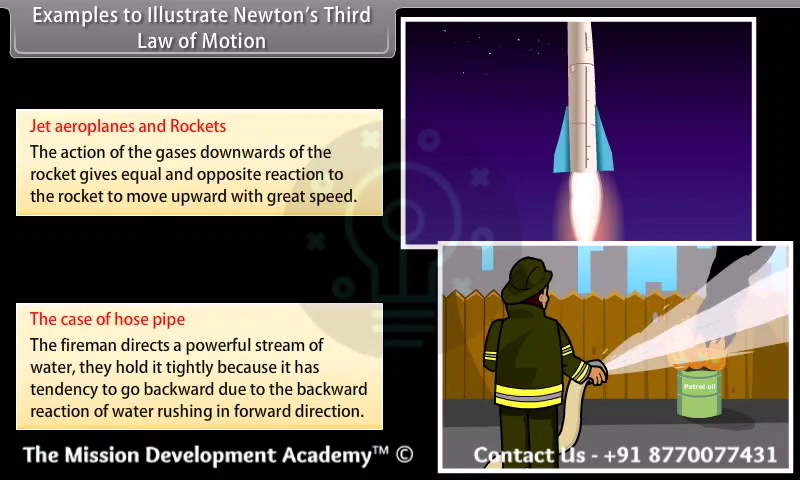 Examples to Illustrate Newton's Third
Law of Motion
Jet aeroplanes and Rockets
The action of the gases downwards of the
rocket gives equal and opposite reaction to
the rocket to move upward with great speed.
The case of hose pipe
The fireman directs a powerful stream of
water, they hold it tightly because it has
tendency to go backward due to the backward
reaction of water rushing in forward direction.
Petrol oil
The Mission Development Academy™ ©
Contact Us - +91 8770077431